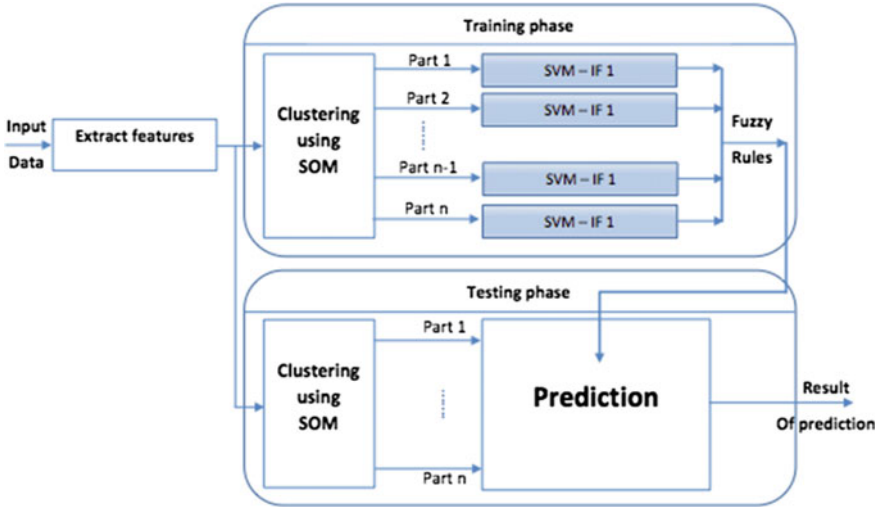 Training phase
Input
Data
Extract features
Clustering
using
SOM
Part 1
SVM – IF 1
Part 2
SVM – IF 1
Part n-1
SVM – IF 1
Part n
SVM – IF 1
Fuzzy
Rules
Testing phase
Clustering
using
SOM
Part 1
Part n
Prediction
Result
Of prediction